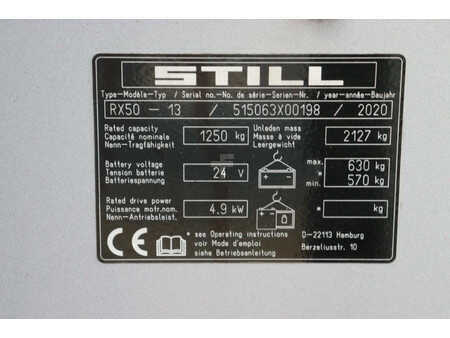 STILL
Type-Modèle-Typ / Serial no.-No. de série-Serien-Nr. / year-année-Baujahr
RX50 - 13 / 515063X00198 / 2020
Rated capacity
Capacité nominale
Nenn-Tragfähigkeit
1250 kg
Unladen mass
Masse à vide
Leergewicht
2127 kg
Battery voltage
Tension batterie
Batteriespannung
24 V
max. 630 kg
*
min. 570 kg
Rated drive power
Puissance motr.nom.
Nenn-Antriebsleist.
4.9 kW
* kg
CE
* see Operating instructions
voir Mode d'emploi
siehe Betriebsanleitung
D-22113 Hamburg
Berzeliusstr. 10